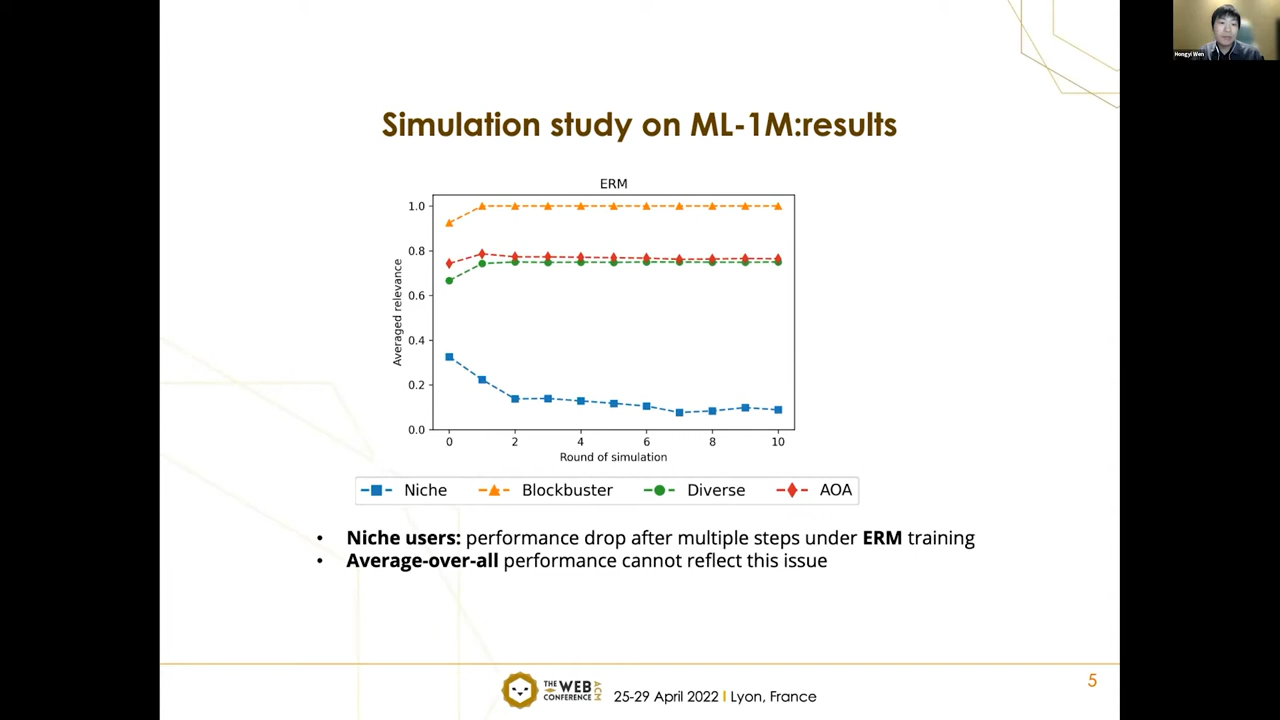 Hongyi Wen
Simulation study on ML-1M:results
ERM
1.0
0.8
0.6
0.4
0.2
0.0
Averaged relevance
0 2 4 6 8 10
Round of simulation
Niche Blockbuster Diverse AOA
• Niche users: performance drop after multiple steps under ERM training
• Average-over-all performance cannot reflect this issue
5
THE WEB CONFERENCE ACM
25-29 April 2022 I Lyon, France